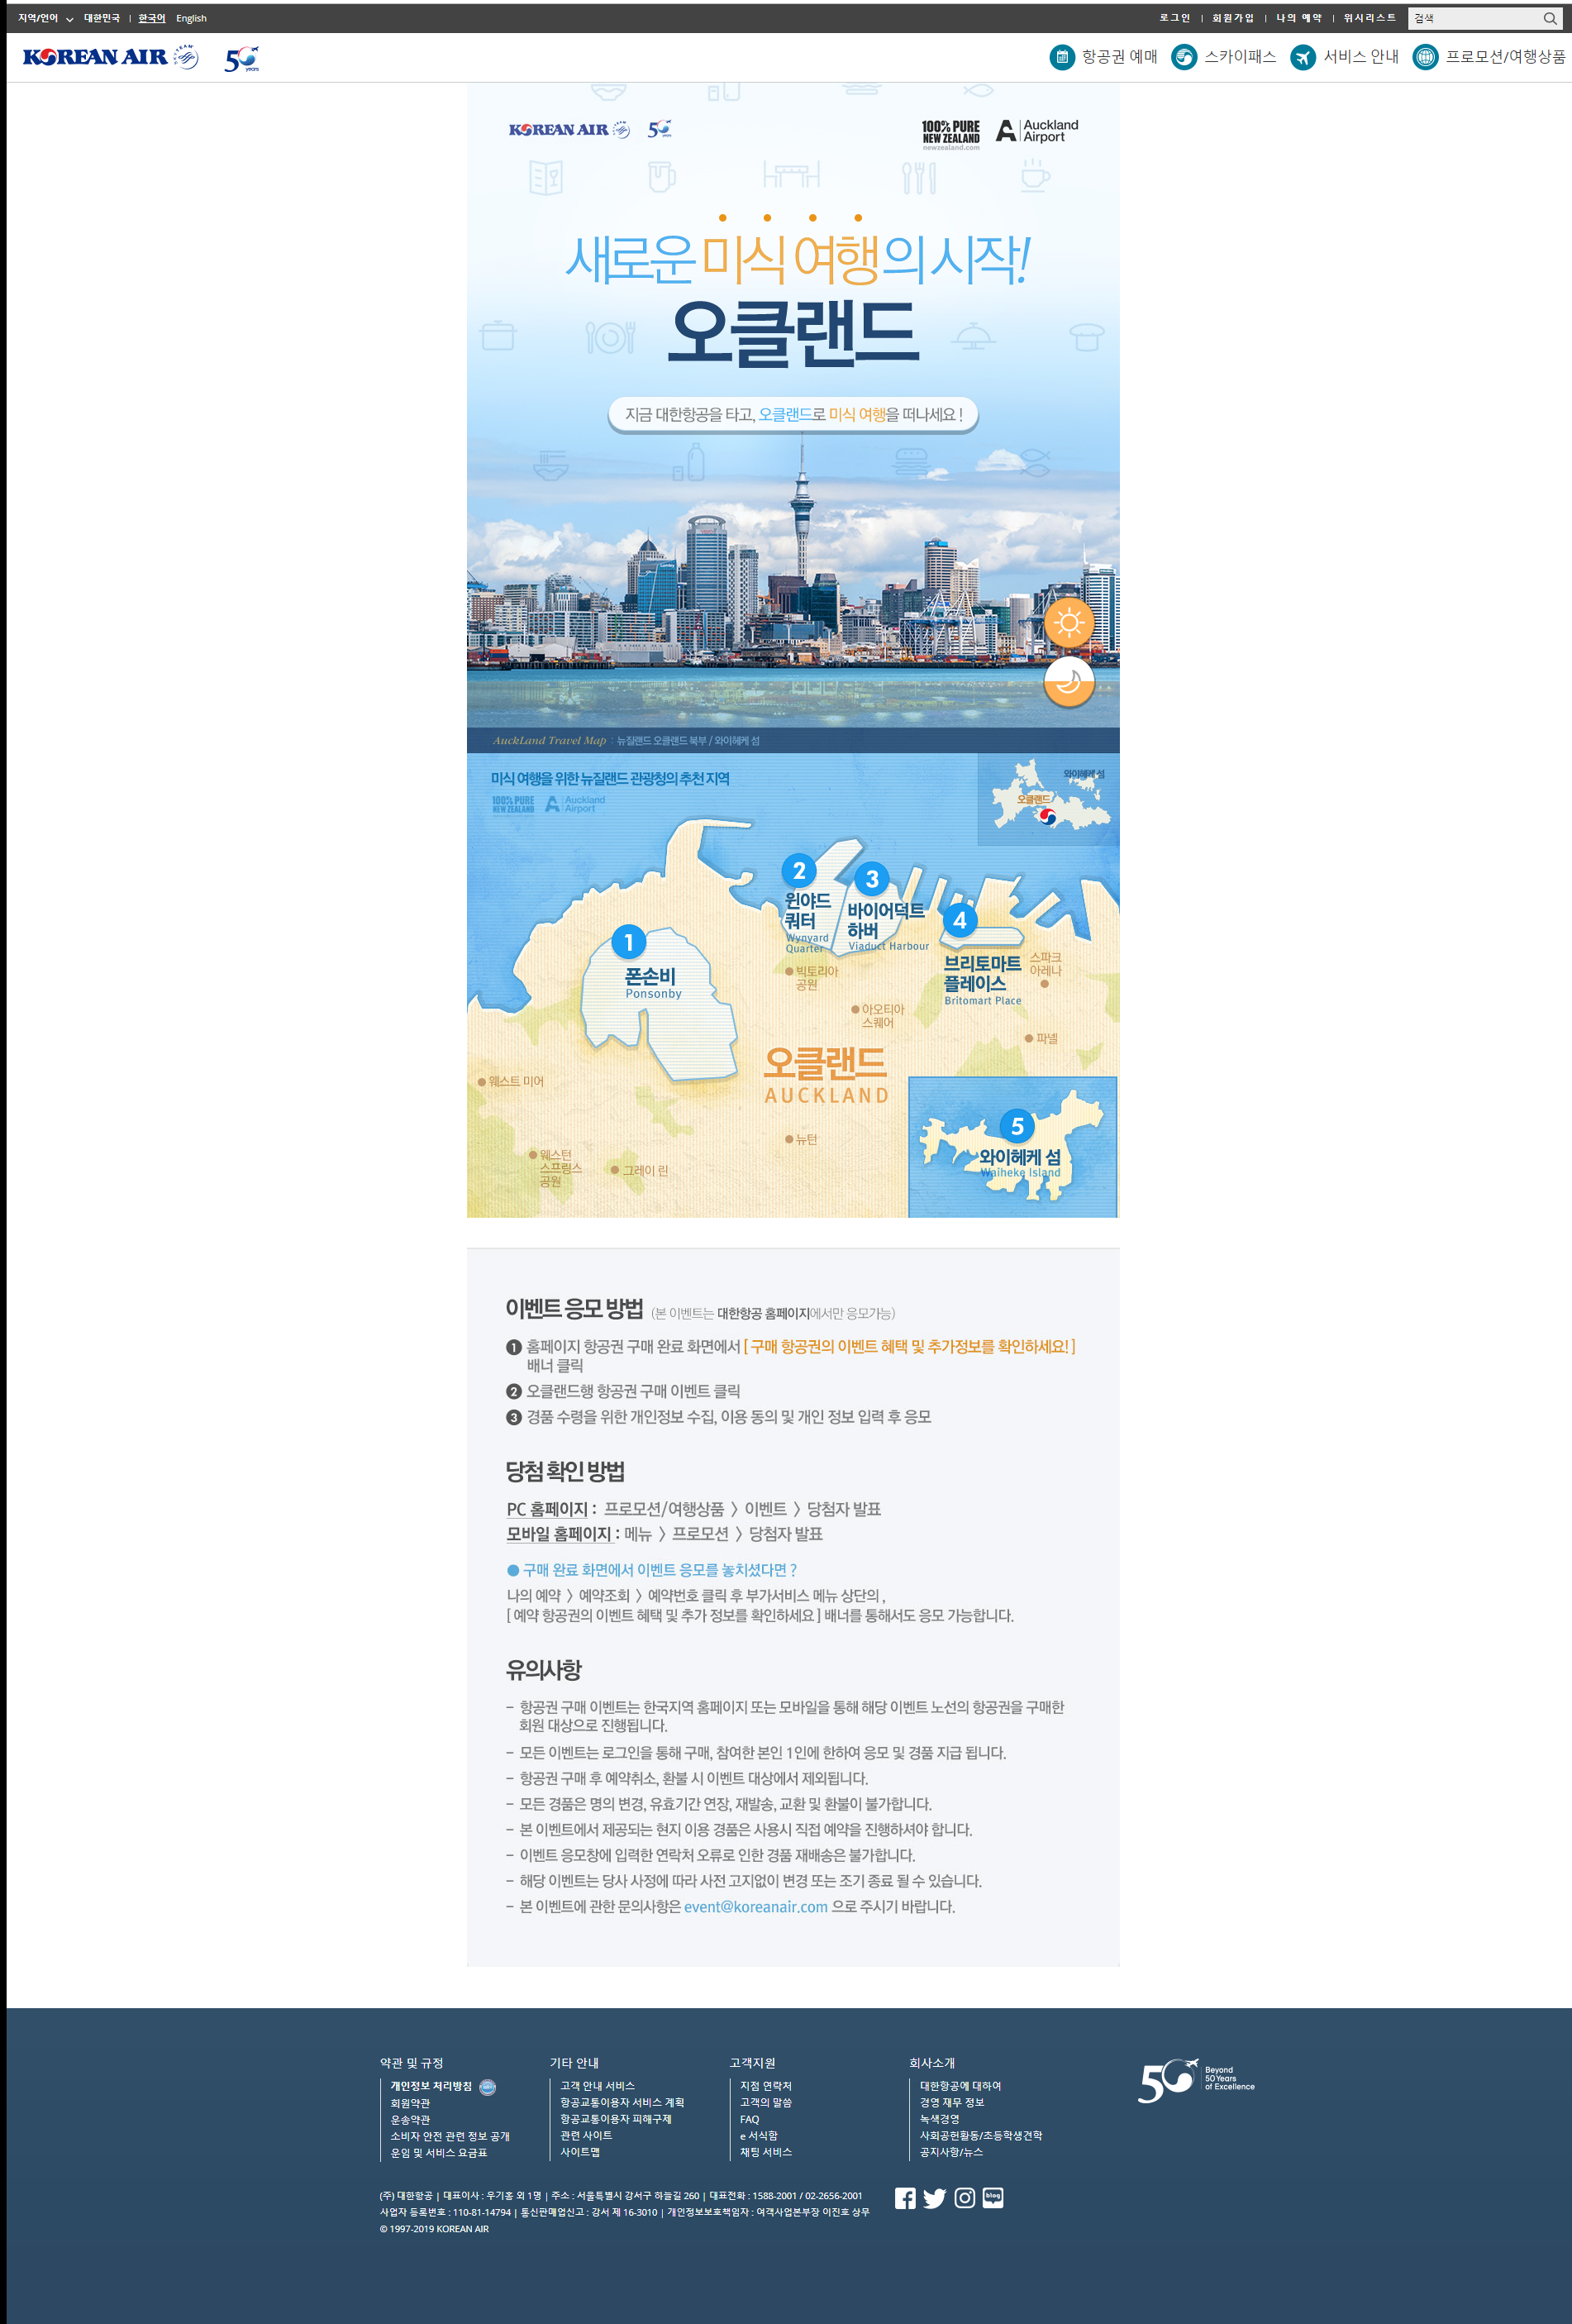 지역/언어 대한민국 | 한국어 English
로그인 | 회원가입 | 나의 예약 | 위시리스트 검색
KOREAN AIR 50 years
항공권 예매 스카이패스 서비스 안내 프로모션/여행상품
KOREAN AIR 50 years
100% PURE
NEW ZEALAND
newzealand.com
Auckland
Airport
새로운 미식 여행의 시작!
오클랜드
지금 대한항공을 타고, 오클랜드로 미식 여행을 떠나세요 !
AuckLand Travel Map : 뉴질랜드 오클랜드 북부 / 와이헤케 섬
미식 여행을 위한 뉴질랜드 관광청의 추천 지역
100% PURE
NEW ZEALAND
Auckland
Airport
와이헤케 섬
오클랜드
1
폰손비
Ponsonby
2
윈야드
쿼터
Wynyard
Quarter
3
바이어덕트
하버
Viaduct Harbour
4
브리토마트
플레이스
Britomart Place
스파크
아레나
빅토리아
공원
아오티아
스퀘어
파넬
오클랜드
AUCKLAND
웨스트 미어
뉴턴
웨스턴
스프링스
공원
그레이 린
5
와이헤케 섬
Waiheke Island
이벤트 응모 방법 (본 이벤트는 대한항공 홈페이지에서만 응모가능)
1 홈페이지 항공권 구매 완료 화면에서 [ 구매 항공권의 이벤트 혜택 및 추가정보를 확인하세요! ]
배너 클릭
2 오클랜드행 항공권 구매 이벤트 클릭
3 경품 수령을 위한 개인정보 수집, 이용 동의 및 개인 정보 입력 후 응모
당첨 확인 방법
PC 홈페이지 : 프로모션/여행상품 > 이벤트 > 당첨자 발표
모바일 홈페이지 : 메뉴 > 프로모션 > 당첨자 발표
● 구매 완료 화면에서 이벤트 응모를 놓치셨다면 ?
나의 예약 > 예약조회 > 예약번호 클릭 후 부가서비스 메뉴 상단의 ,
[ 예약 항공권의 이벤트 혜택 및 추가 정보를 확인하세요 ] 배너를 통해서도 응모 가능합니다.
유의사항
- 항공권 구매 이벤트는 한국지역 홈페이지 또는 모바일을 통해 해당 이벤트 노선의 항공권을 구매한
회원 대상으로 진행됩니다.
- 모든 이벤트는 로그인을 통해 구매, 참여한 본인 1인에 한하여 응모 및 경품 지급 됩니다.
- 항공권 구매 후 예약취소, 환불 시 이벤트 대상에서 제외됩니다.
- 모든 경품은 명의 변경, 유효기간 연장, 재발송, 교환 및 환불이 불가합니다.
- 본 이벤트에서 제공되는 현지 이용 경품은 사용시 직접 예약을 진행하셔야 합니다.
- 이벤트 응모창에 입력한 연락처 오류로 인한 경품 재배송은 불가합니다.
- 해당 이벤트는 당사 사정에 따라 사전 고지없이 변경 또는 조기 종료 될 수 있습니다.
- 본 이벤트에 관한 문의사항은 event@koreanair.com 으로 주시기 바랍니다.
약관 및 규정
개인정보 처리방침
회원약관
운송약관
소비자 안전 관련 정보 공개
운임 및 서비스 요금표
기타 안내
고객 안내 서비스
항공교통이용자 서비스 계획
항공교통이용자 피해구제
관련 사이트
사이트맵
고객지원
지점 연락처
고객의 말씀
FAQ
e 서식함
채팅 서비스
회사소개
대한항공에 대하여
경영 재무 정보
녹색경영
사회공헌활동/초등학생견학
공지사항/뉴스
50 Beyond
50 Years
of Excellence
(주) 대한항공 | 대표이사 : 우기홍 외 1명 | 주소 : 서울특별시 강서구 하늘길 260 | 대표전화 : 1588-2001 / 02-2656-2001
사업자 등록번호 : 110-81-14794 | 통신판매업신고 : 강서 제 16-3010 | 개인정보보호책임자 : 여객사업본부장 이진호 상무
© 1997-2019 KOREAN AIR
blog